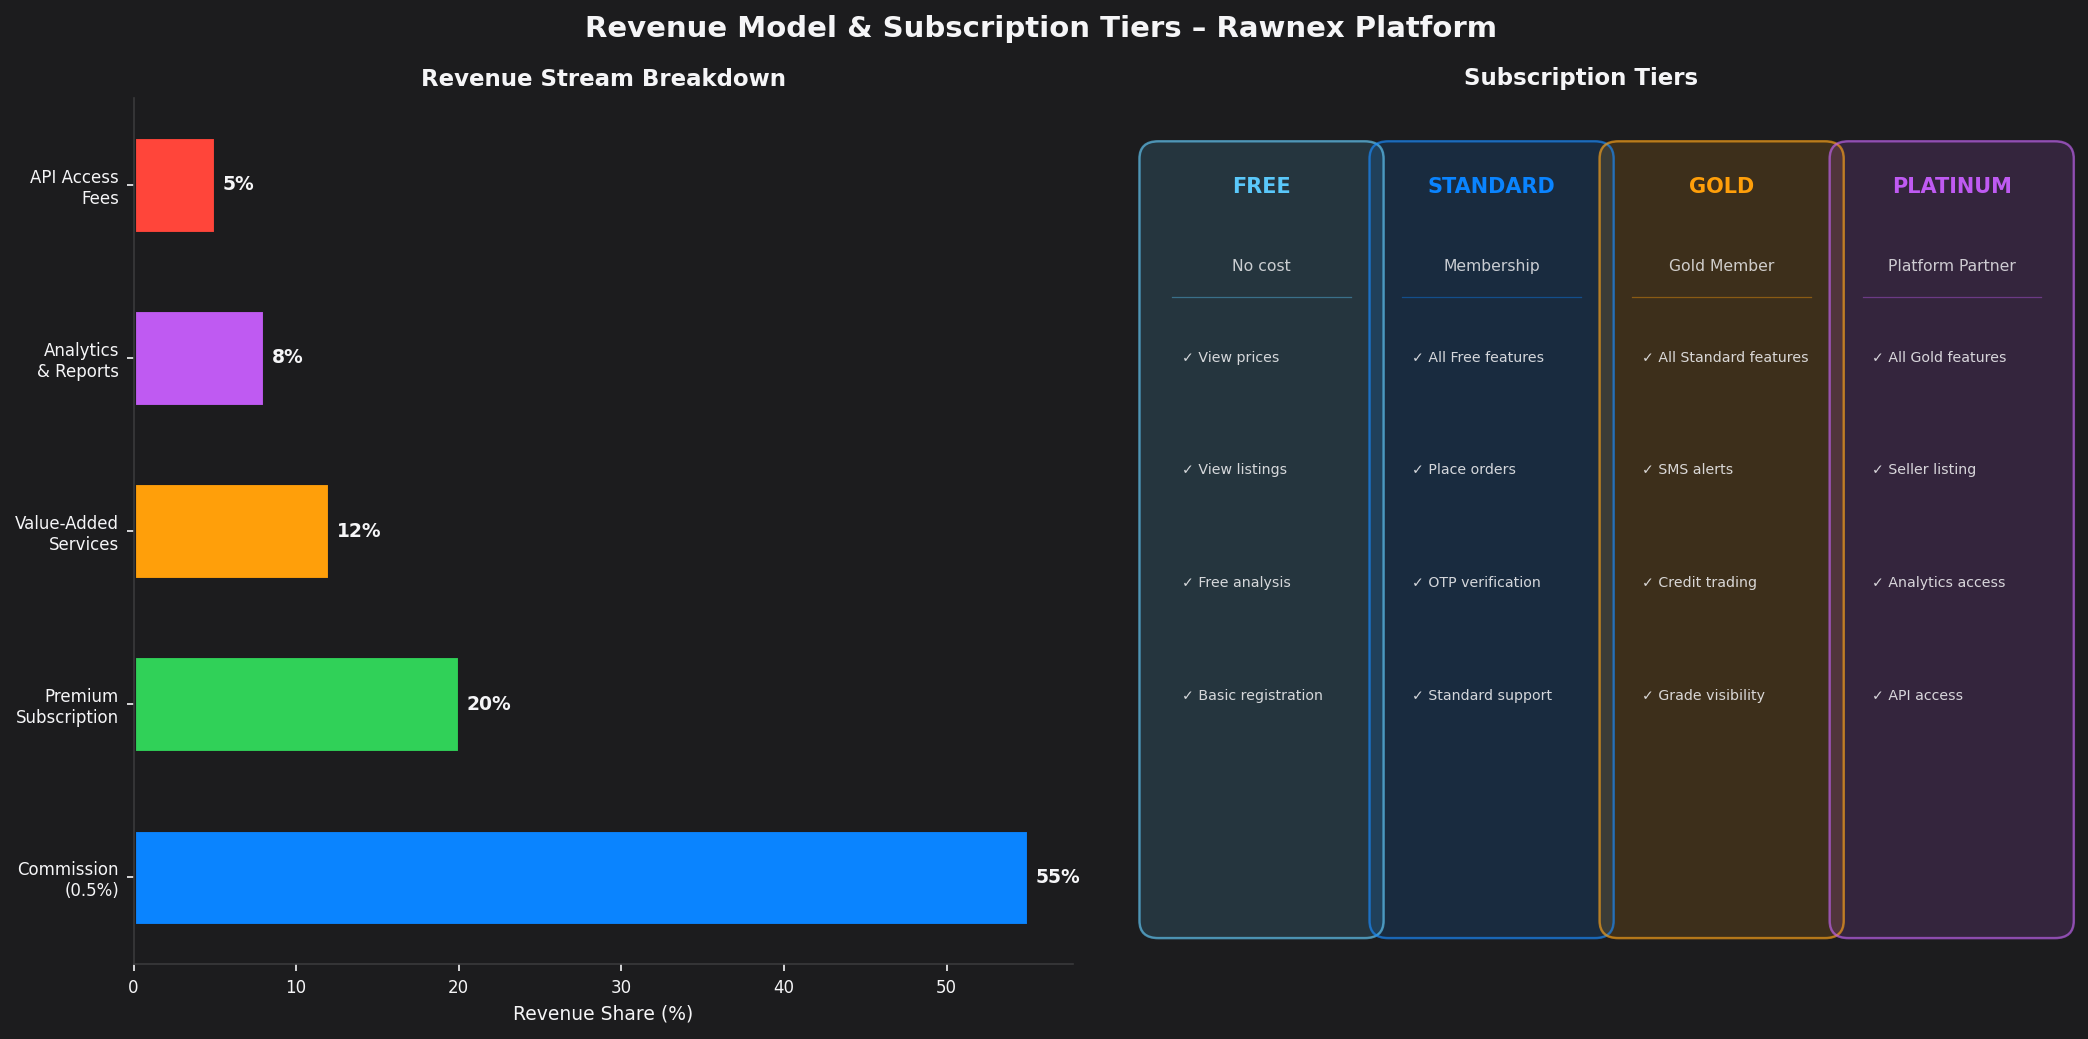 Revenue Model & Subscription Tiers – Rawnex Platform
Revenue Stream Breakdown
API Access
Fees
5%
Analytics
& Reports
8%
Value-Added
Services
12%
Premium
Subscription
20%
Commission
(0.5%)
55%
0 10 20 30 40 50
Revenue Share (%)
Subscription Tiers
FREE
No cost
✓ View prices
✓ View listings
✓ Free analysis
✓ Basic registration
STANDARD
Membership
✓ All Free features
✓ Place orders
✓ OTP verification
✓ Standard support
GOLD
Gold Member
✓ All Standard features
✓ SMS alerts
✓ Credit trading
✓ Grade visibility
PLATINUM
Platform Partner
✓ All Gold features
✓ Seller listing
✓ Analytics access
✓ API access